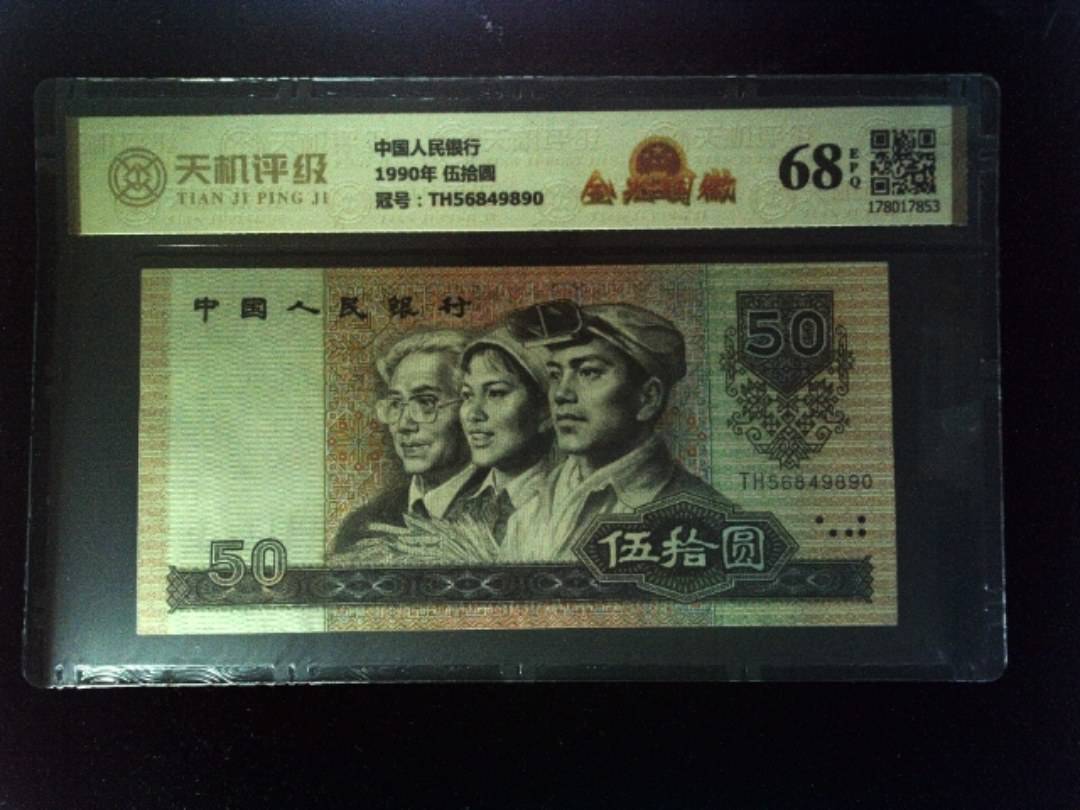 天机评级
TIAN JI PING JI
中国人民银行
1990年 伍拾圆
冠号：TH56849890
68
EPQ
178017853
中国人民银行
50
TH56849890
50
伍拾圆